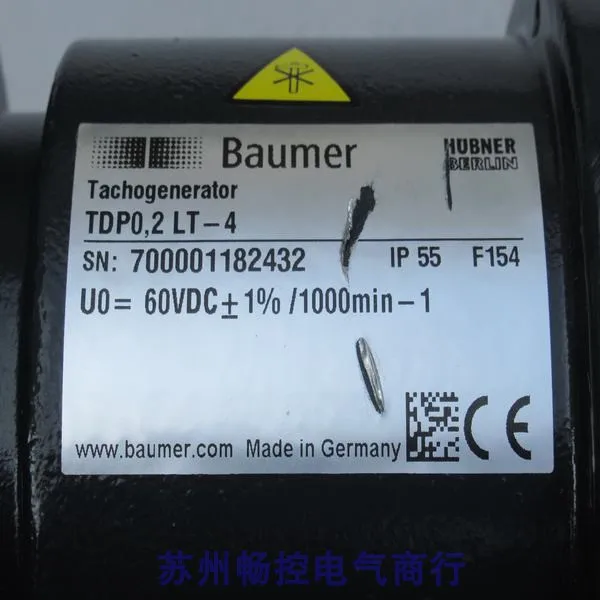 Baumer
HÜBNER
BERLIN
Tachogenerator
TDP0,2 LT-4
SN: 700001182432 IP 55 F154
U0= 60VDC±1%/1000min-1
www.baumer.com Made in Germany CE
苏州畅控电气商行